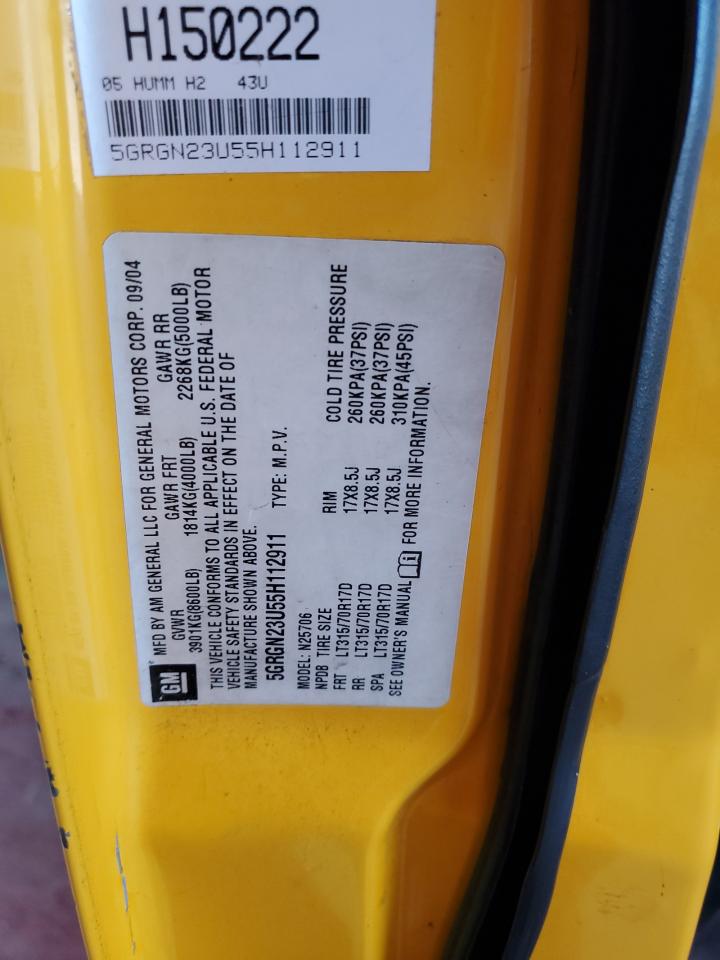 H150222
05 HUMM H2 43U
5GRGN23U55H112911
MFD BY AM GENERAL LLC FOR GENERAL MOTORS CORP. 09/04
GVWR GAWR FRT GAWR RR
3901KG(8600LB) 1814KG(4000LB) 2268KG(5000LB)
THIS VEHICLE CONFORMS TO ALL APPLICABLE U.S. FEDERAL MOTOR
VEHICLE SAFETY STANDARDS IN EFFECT ON THE DATE OF
MANUFACTURE SHOWN ABOVE.
5GRGN23U55H112911 TYPE: M.P.V.
MODEL: N25706
NPDB TIRE SIZE RIM COLD TIRE PRESSURE
FRT LT315/70R17D 17X8.5J 260KPA(37PSI)
RR LT315/70R17D 17X8.5J 260KPA(37PSI)
SPA LT315/70R17D 17X8.5J 310KPA(45PSI)
SEE OWNER'S MANUAL FOR MORE INFORMATION.
GM